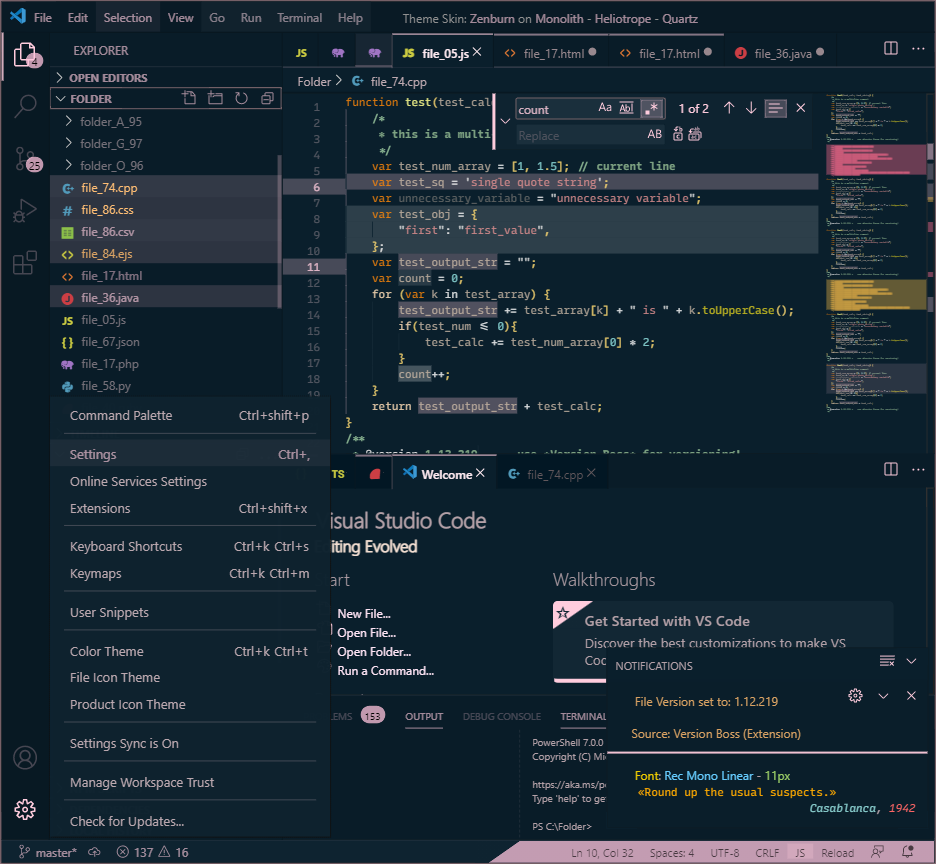 File Edit Selection View Go Run Terminal Help Theme Skin: Zenburn on Monolith - Heliotrope - Quartz
4
25
EXPLORER
OPEN EDITORS
FOLDER
folder_A_95
folder_G_97
folder_O_96
file_74.cpp
file_86.css
file_86.csv
file_84.ejs
file_17.html
file_36.java
file_05.js
file_67.json
file_17.php
file_58.py
JS file_05.js file_17.html file_17.html file_36.java
Folder > file_74.cpp
count Aa Abl .* 1 of 2
Replace AB
1 function test(test_cal
2 /*
3 * this is a multi
4 */
5 var test_num_array = [1, 1.5]; // current line
6 var test_sq = 'single quote string';
7 var unnecessary_variable = "unnecessary variable";
8 var test_obj = {
9 "first": "first_value",
10 };
11 var test_output_str = "";
12 var count = 0;
13 for (var k in test_array) {
14 test_output_str += test_array[k] + " is " + k.toUpperCase();
15 if(test_num ≤ 0){
16 test_calc += test_num_array[0] * 2;
17 }
18 count++;
19 }
return test_output_str + test_calc;
}
/**
* @version 1.12.219 use «Version Boss» for versioning!
Command Palette Ctrl+shift+p
Settings Ctrl+,
Online Services Settings
Extensions Ctrl+shift+x
Keyboard Shortcuts Ctrl+k Ctrl+s
Keymaps Ctrl+k Ctrl+m
User Snippets
Color Theme Ctrl+k Ctrl+t
File Icon Theme
Product Icon Theme
Settings Sync is On
Manage Workspace Trust
Check for Updates...
TS Welcome file_74.cpp
isual Studio Code
iting Evolved
art
New File...
Open File...
Open Folder...
Run a Command...
Walkthroughs
Get Started with VS Code
Discover the best customizations to make VS
Cod
LEMS 153 OUTPUT DEBUG CONSOLE TERMINAL
PowerShell 7.0.0
Copyright (C) Mi
https://aka.ms/po
Type 'help' to get
PS C:\Folder>
NOTIFICATIONS
File Version set to: 1.12.219
Source: Version Boss (Extension)
Font: Rec Mono Linear - 11px
«Round up the usual suspects.»
Casablanca, 1942
master* 137 16 Ln 10, Col 32 Spaces: 4 UTF-8 CRLF JS Reload